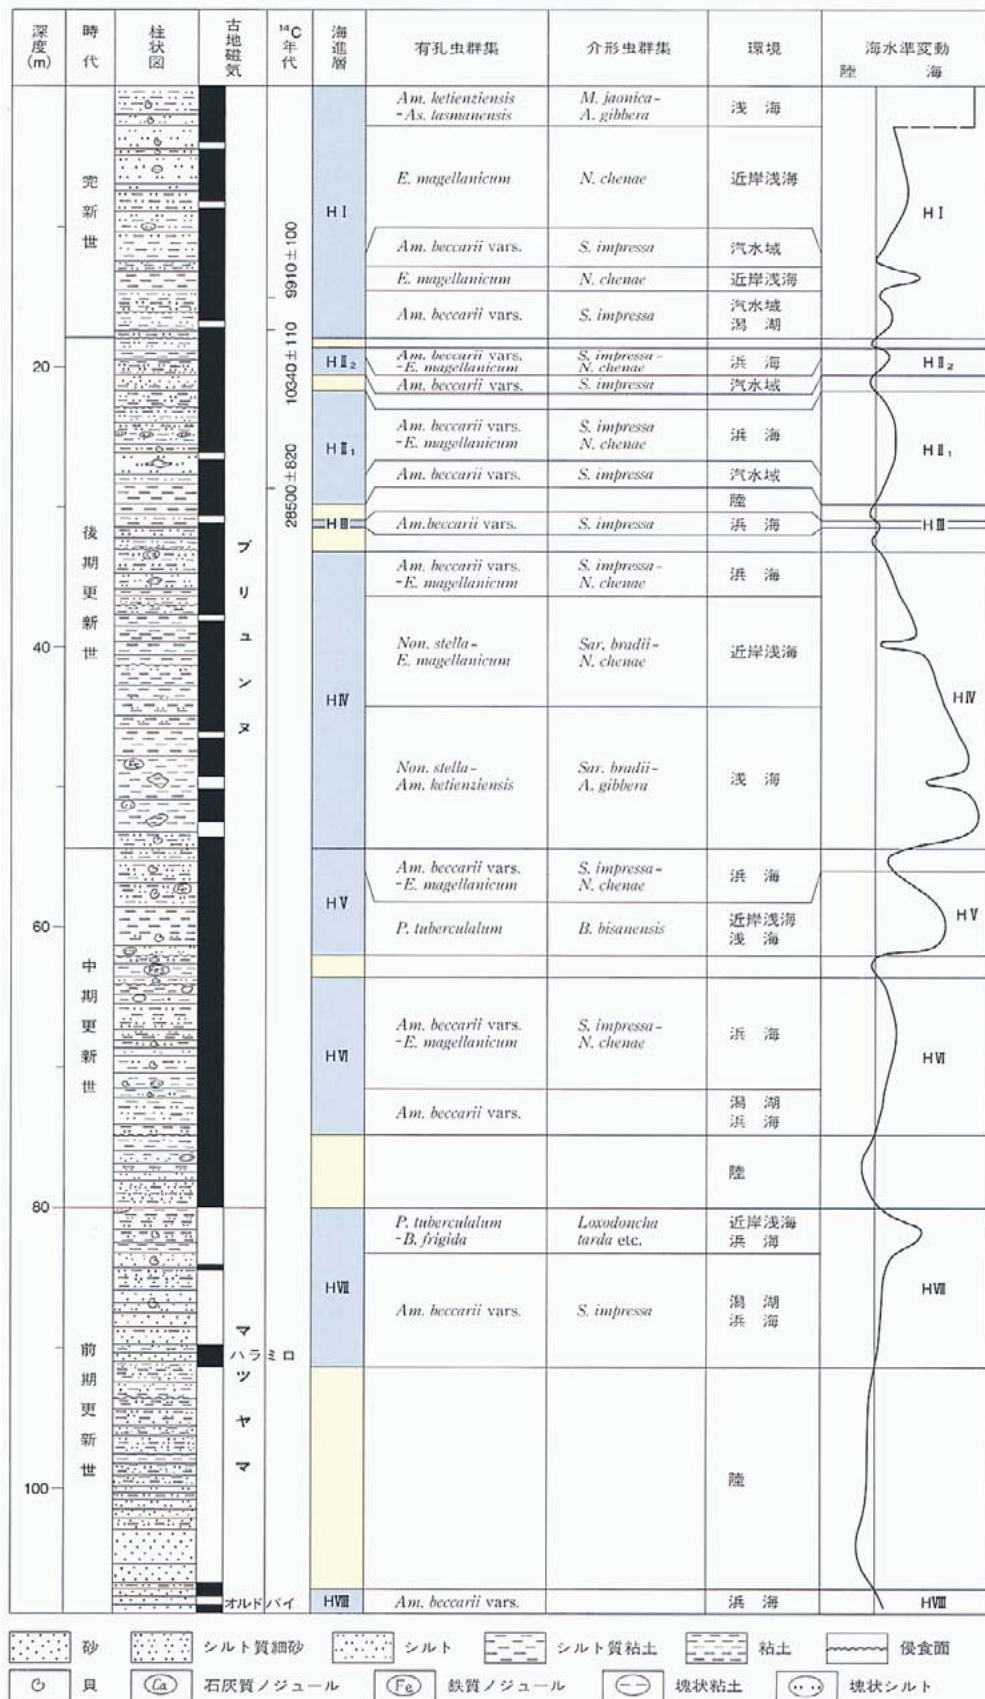 深度(m)
時代
柱状図
古地磁気
¹⁴C年代
海進層
有孔虫群集
介形虫群集
環境
海水準変動
陸 海
完新世
後期更新世
中期更新世
前期更新世
20
40
60
80
100
ブリュンヌ
マツヤマ
ハラミロ
オルドバイ
9910±100
10340±110
28500±820
HⅠ
Am. ketienziensis
-As. tasmanensis
M. jaonica-
A. gibbera
浅海
E. magellanicum
N. chenae
近岸浅海
HⅠ
Am. beccarii vars.
S. impressa
汽水域
E. magellanicum
N. chenae
近岸浅海
Am. beccarii vars.
S. impressa
汽水域
潟湖
HⅡ₂
Am. beccarii vars.
-E. magellanicum
S. impressa-
N. chenae
浜海
HⅡ₂
Am. beccarii vars.
S. impressa
汽水域
HⅡ₁
Am. beccarii vars.
-E. magellanicum
S. impressa
N. chenae
浜海
HⅡ₁
Am. beccarii vars.
S. impressa
汽水域
陸
HⅢ
Am.beccarii vars.
S. impressa
浜海
HⅢ
HⅣ
Am. beccarii vars.
-E. magellanicum
S. impressa-
N. chenae
浜海
Non. stella-
E. magellanicum
Sar. bradii-
N. chenae
近岸浅海
HⅣ
Non. stella-
Am. ketienziensis
Sar. bradii-
A. gibbera
浅海
HⅤ
Am. beccarii vars.
-E. magellanicum
S. impressa-
N. chenae
浜海
HⅤ
P. tuberculalum
B. bisanensis
近岸浅海
浅海
HⅥ
Am. beccarii vars.
-E. magellanicum
S. impressa-
N. chenae
浜海
HⅥ
Am. beccarii vars.
潟湖
浜海
陸
HⅦ
P. tuberculalum
-B. frigida
Loxodoncha
tarda etc.
近岸浅海
浜海
HⅦ
Am. beccarii vars.
S. impressa
潟湖
浜海
陸
HⅧ
Am. beccarii vars.
浜海
HⅧ
砂
シルト質細砂
シルト
シルト質粘土
粘土
侵食面
貝
Ca 石灰質ノジュール
Fe 鉄質ノジュール
塊状粘土
塊状シルト